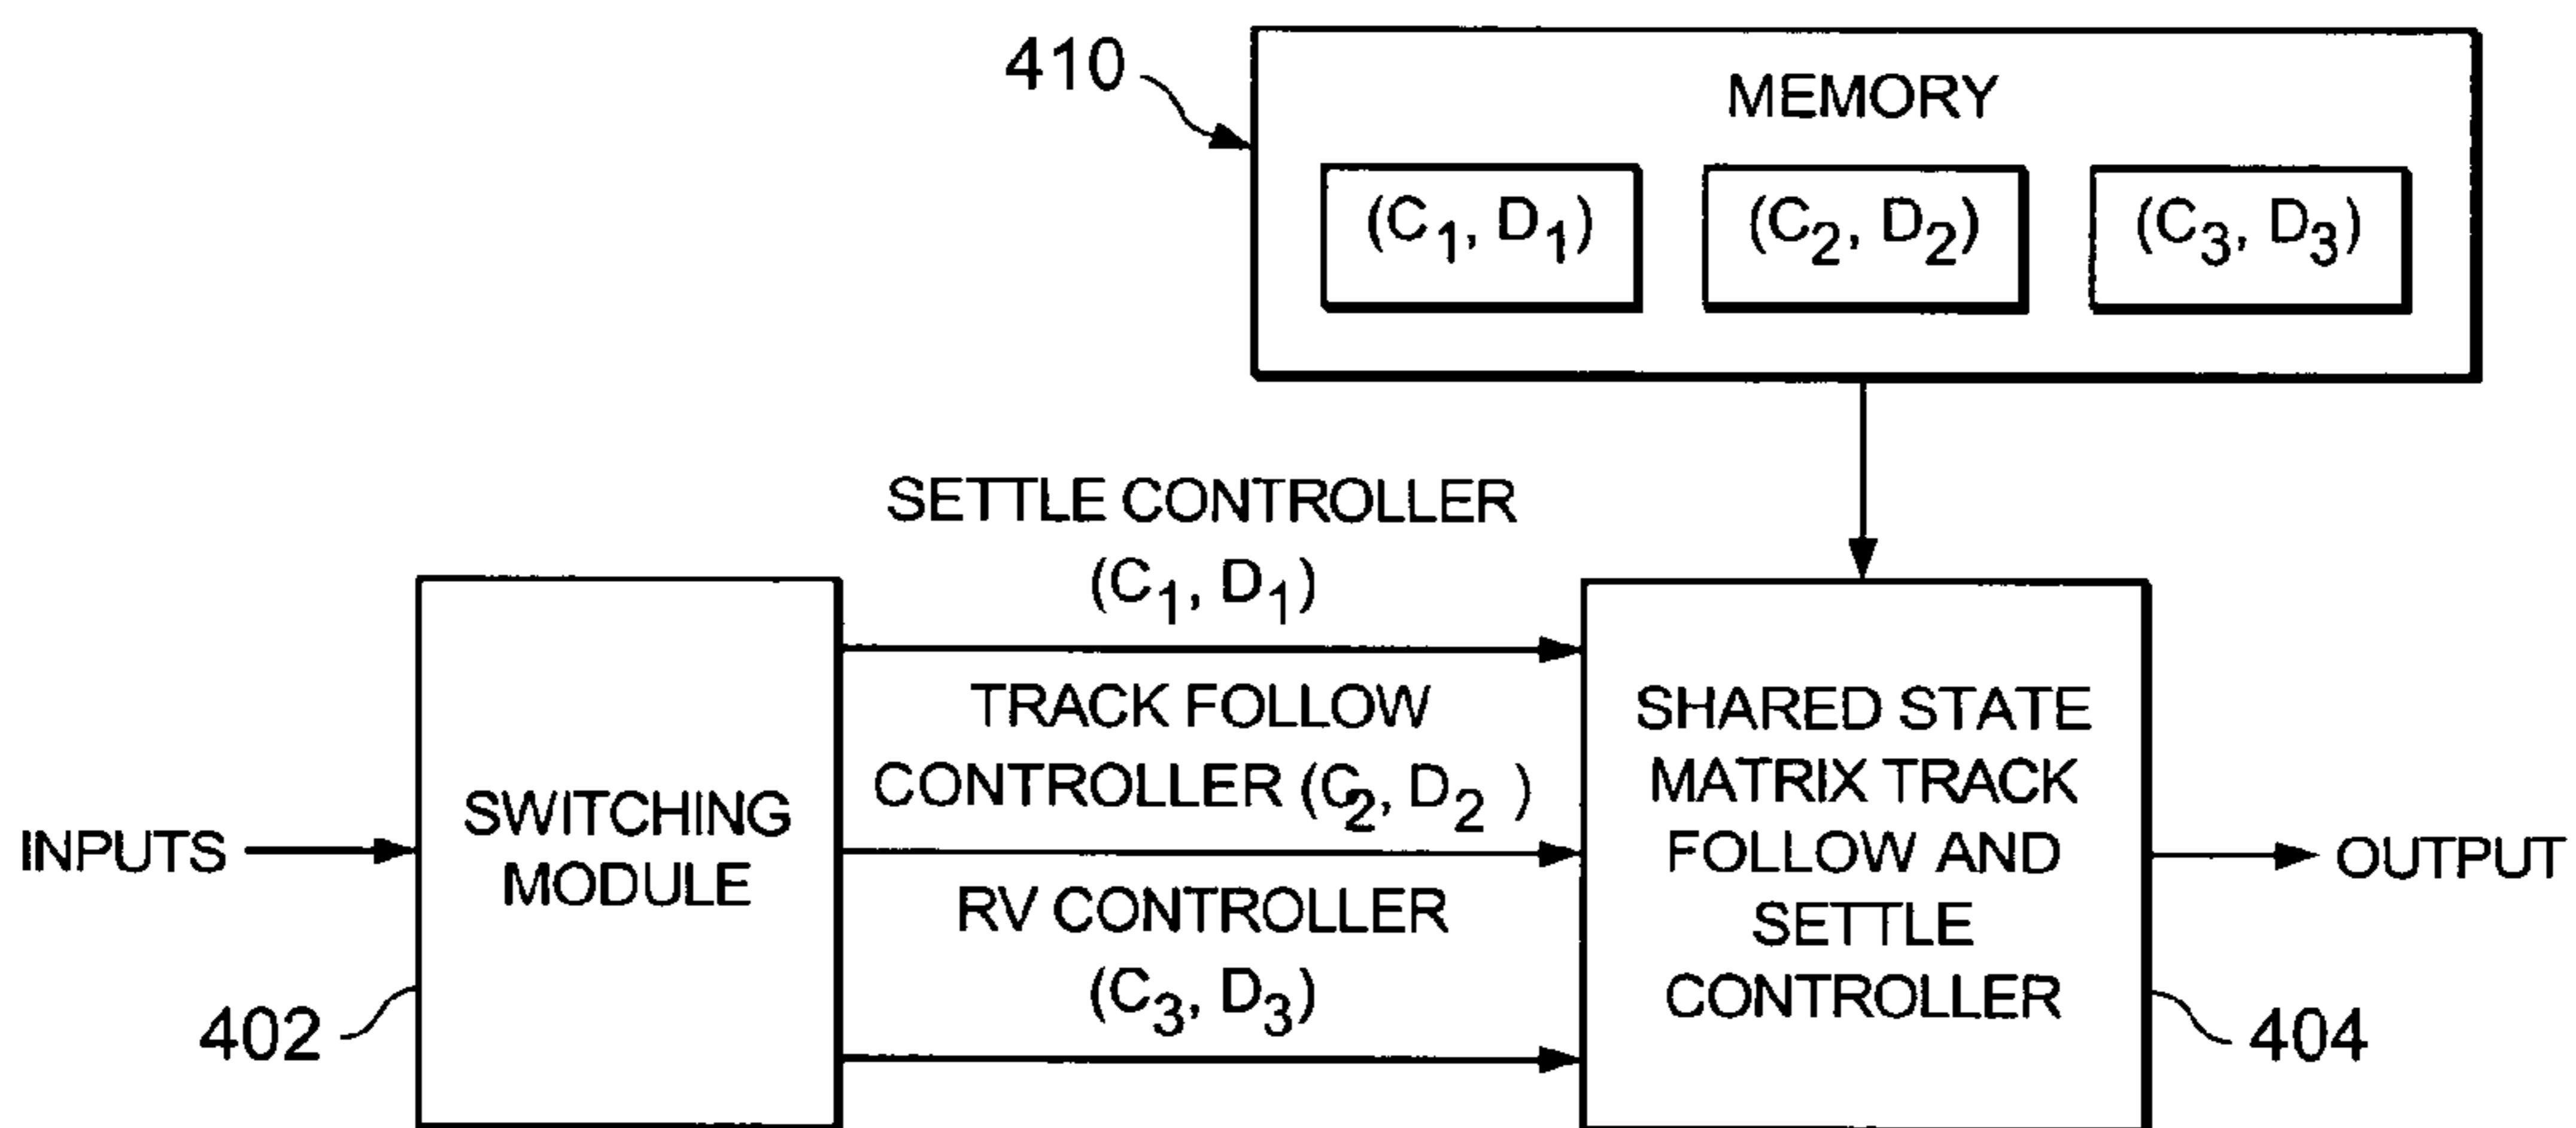 410
MEMORY
(C1, D1)
(C2, D2)
(C3, D3)
SETTLE CONTROLLER
(C1, D1)
TRACK FOLLOW
CONTROLLER (C2, D2 )
RV CONTROLLER
(C3, D3)
INPUTS
SWITCHING
MODULE
402
SHARED STATE
MATRIX TRACK
FOLLOW AND
SETTLE
CONTROLLER
404
OUTPUT